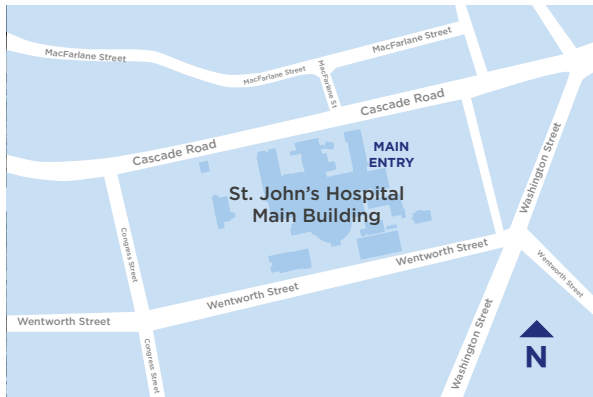 MacFarlane Street
MacFarlane Street
MacFarlane Street
MacFarlane St
Cascade Road
Cascade Road
MAIN
ENTRY
St. John's Hospital
Main Building
Washington Street
Congress Street
Wentworth Street
Wentworth Street
Wentworth Street
Wentworth Street
Congress Street
Washington Street
N